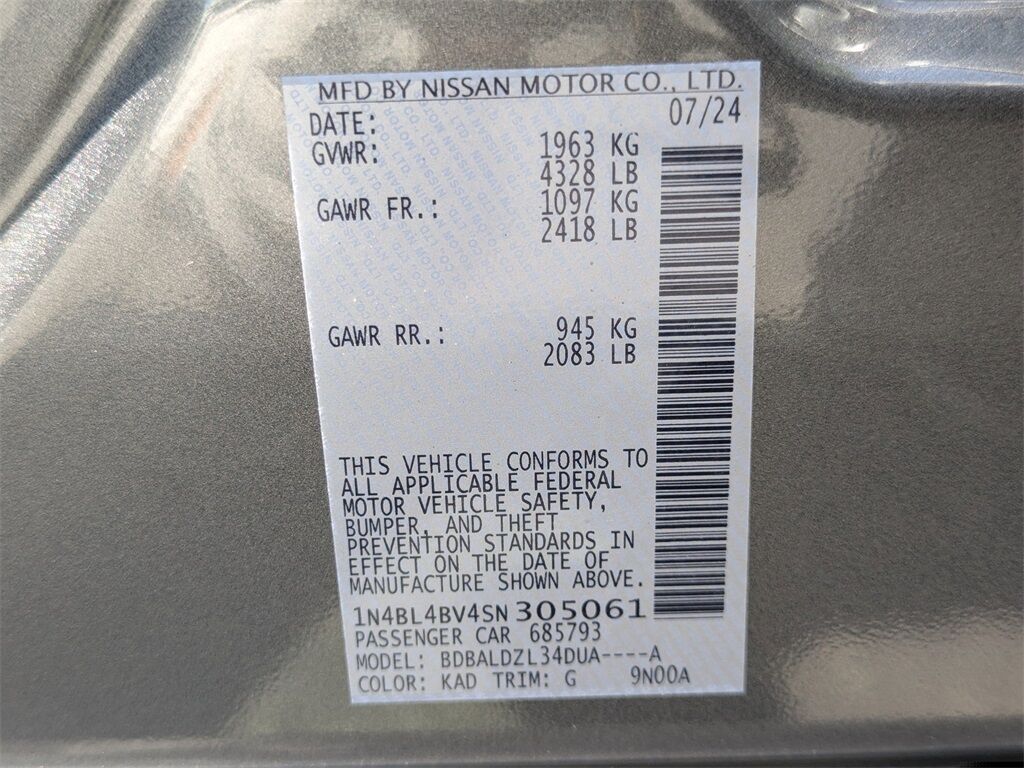 MFD BY NISSAN MOTOR CO., LTD.
DATE: 07/24
GVWR: 1963 KG
4328 LB
GAWR FR.: 1097 KG
2418 LB
GAWR RR.: 945 KG
2083 LB
THIS VEHICLE CONFORMS TO
ALL APPLICABLE FEDERAL
MOTOR VEHICLE SAFETY,
BUMPER, AND THEFT
PREVENTION STANDARDS IN
EFFECT ON THE DATE OF
MANUFACTURE SHOWN ABOVE.
1N4BL4BV4SN305061
PASSENGER CAR 685793
MODEL: BDBALDZL34DUA----A
COLOR: KAD TRIM: G 9N00A